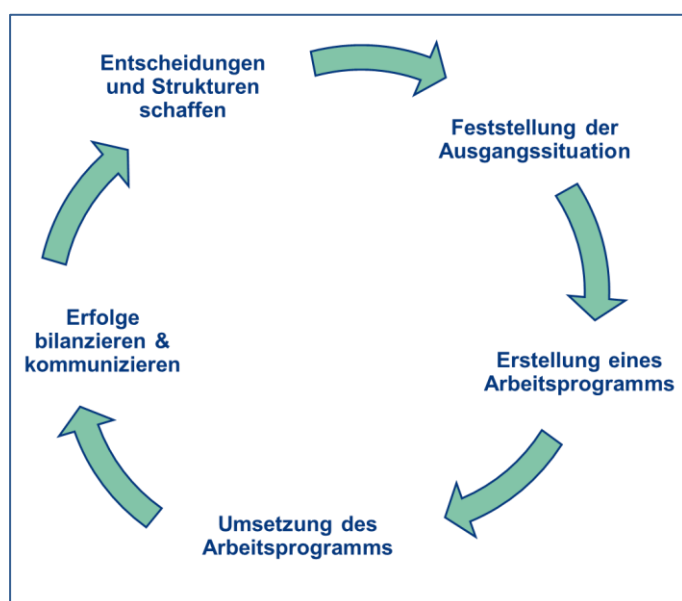 Entscheidungen
und Strukturen
schaffen
Feststellung der
Ausgangssituation
Erstellung eines
Arbeitsprogramms
Umsetzung des
Arbeitsprogramms
Erfolge
bilanzieren &
kommunizieren